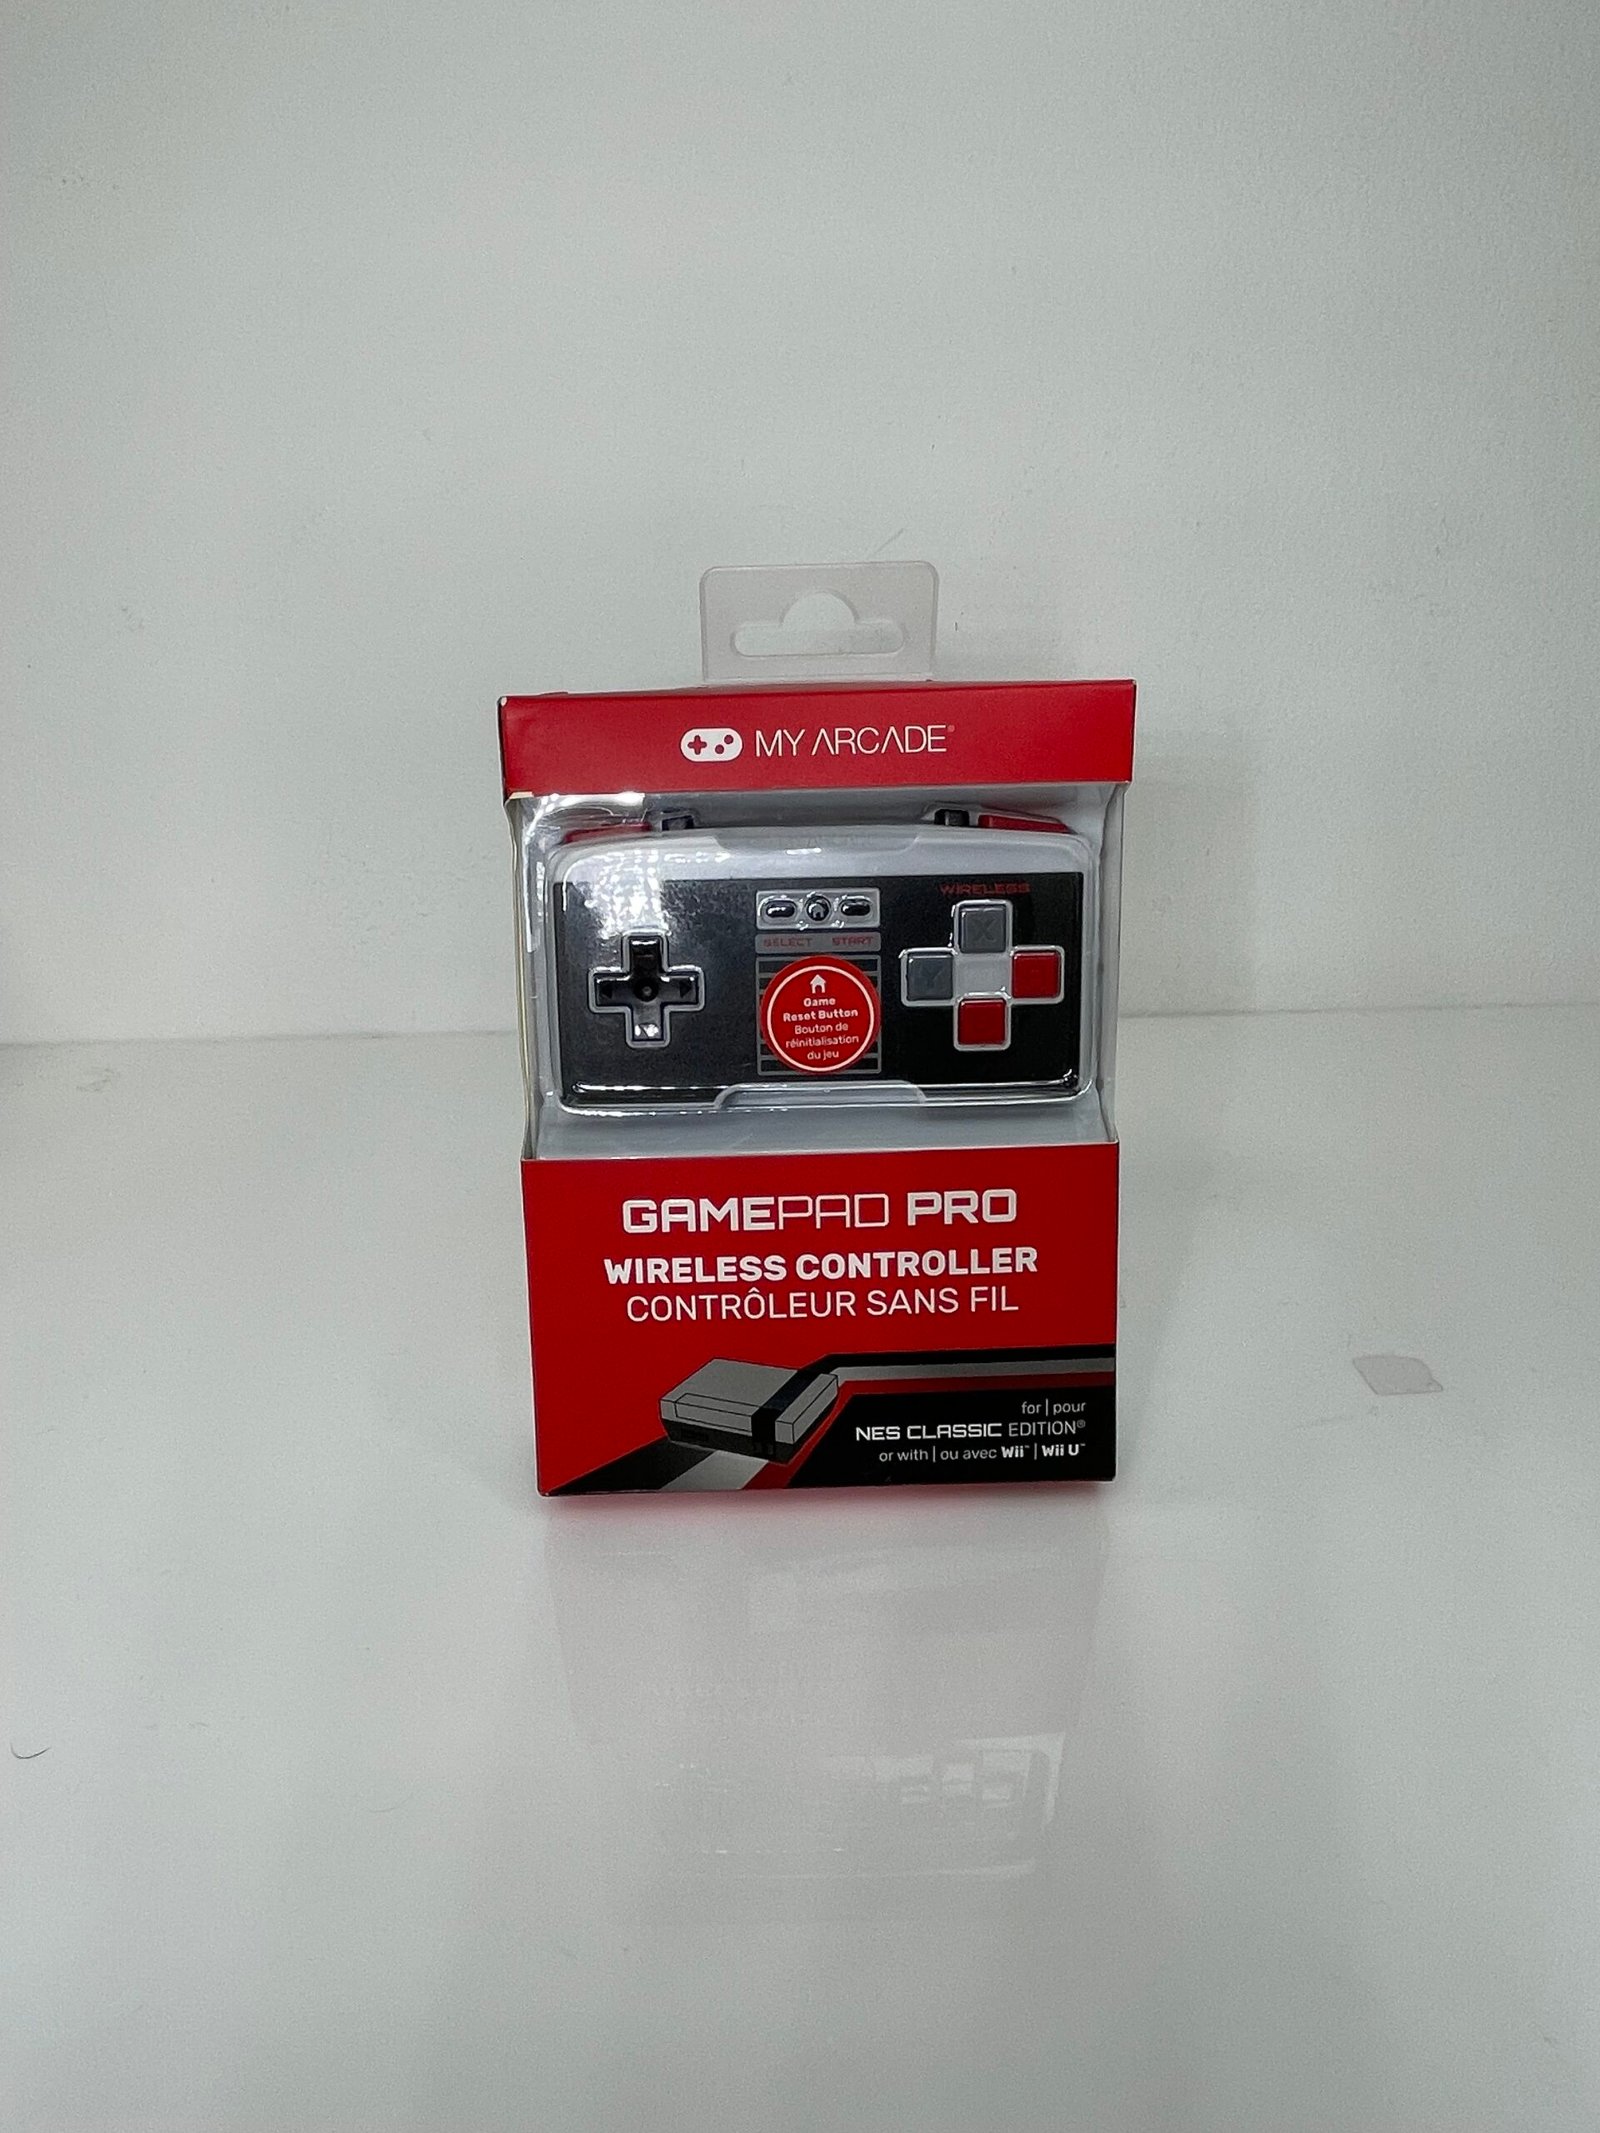 MY ARCADE®
WIRELESS
X
Y
SELECT START
Game
Reset Button
Bouton de
réinitialisation
du jeu
GAMEPAD PRO
WIRELESS CONTROLLER
CONTRÔLEUR SANS FIL
for | pour
NES CLASSIC EDITION®
or with | ou avec Wii™ | Wii U™